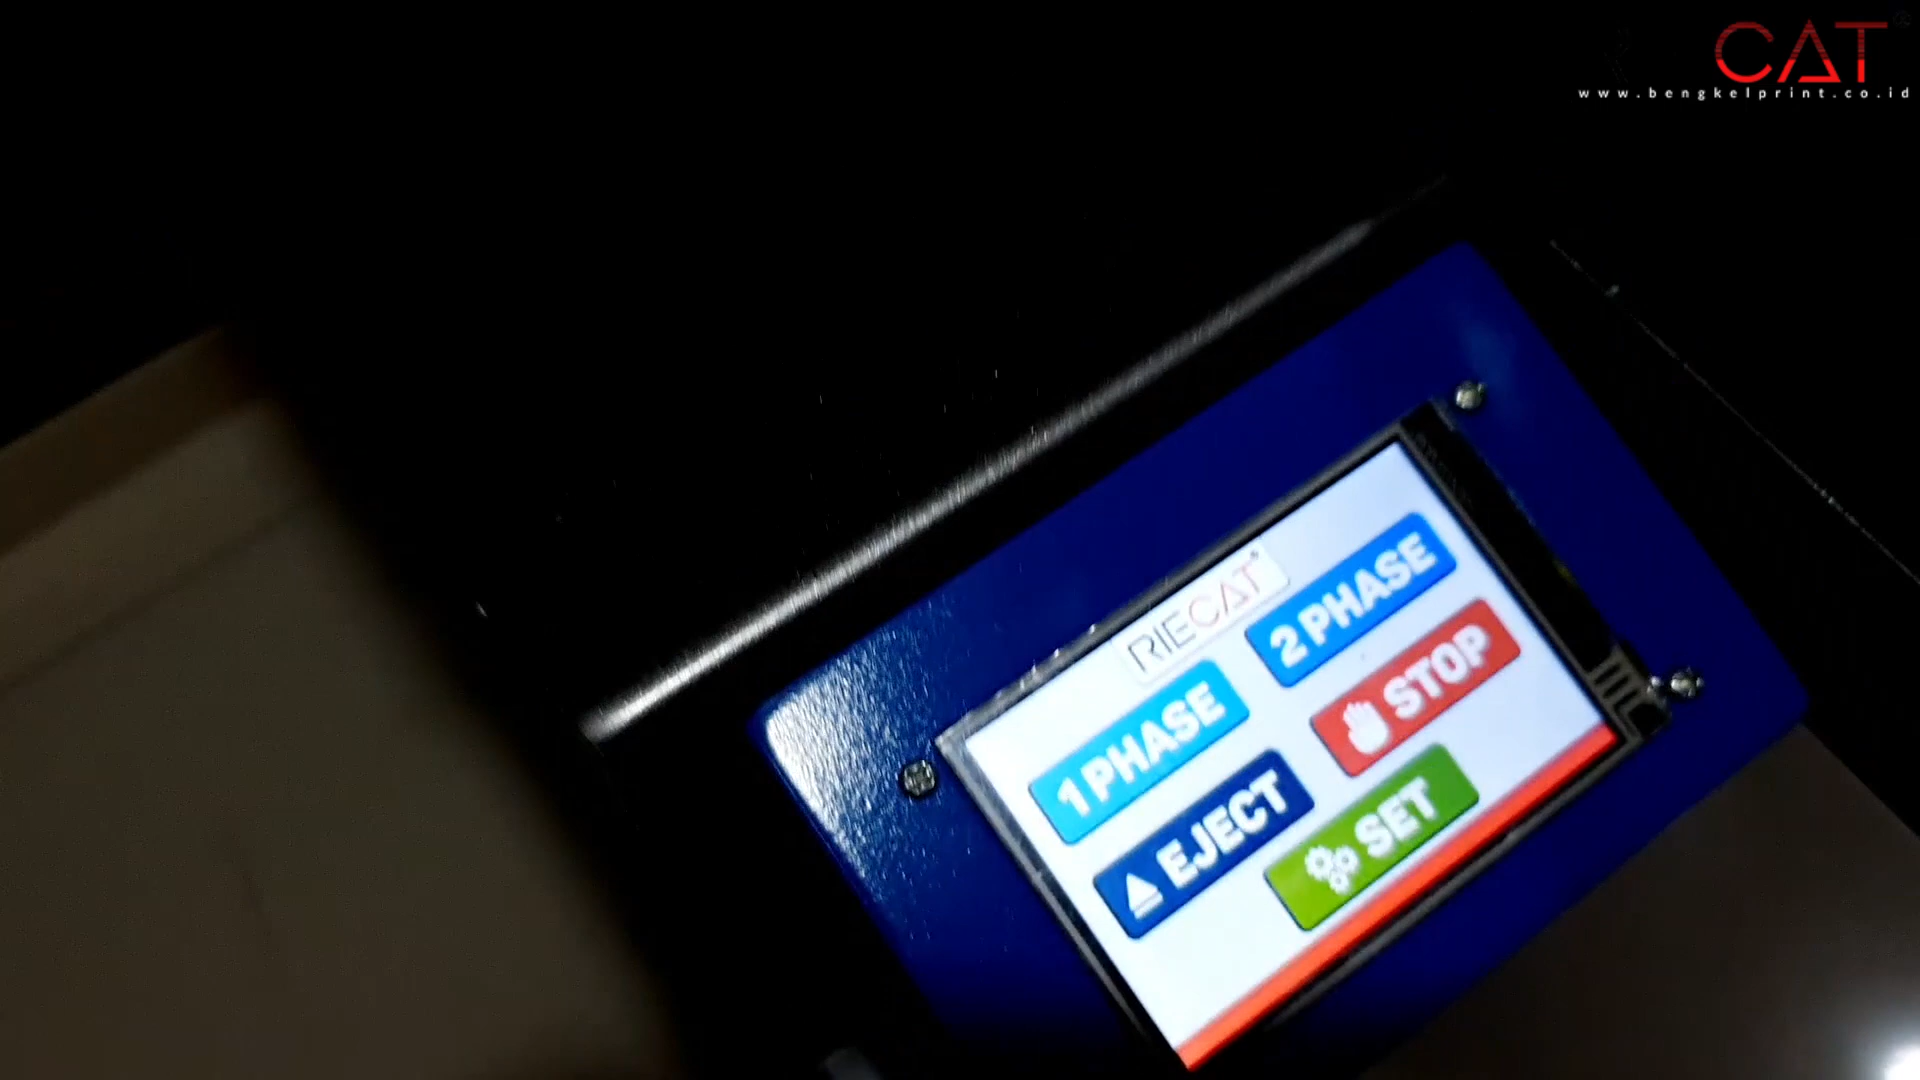 CAT
www.bengkelprint.co.id
RIECAT
1 PHASE
2 PHASE
EJECT
STOP
SET